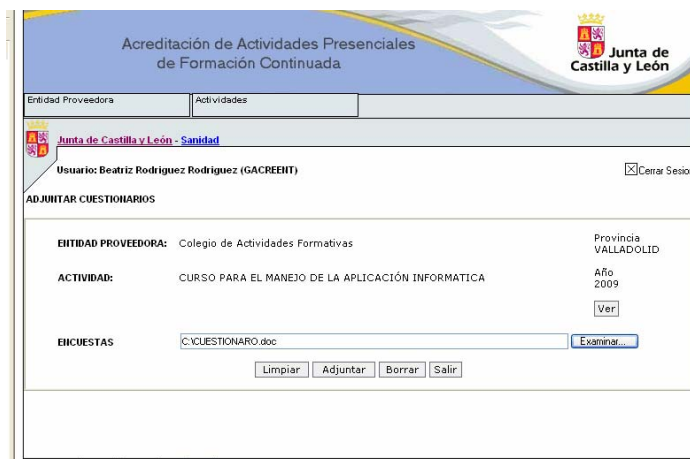 Acreditación de Actividades Presenciales
de Formación Continuada
Junta de
Castilla y León
Entidad Proveedora
Actividades
Junta de Castilla y León - Sanidad
Usuario: Beatriz Rodriguez Rodriguez (GACREENT)
Cerrar Sesio
ADJUNTAR CUESTIONARIOS
ENTIDAD PROVEEDORA: Colegio de Actividades Formativas
Provincia
VALLADOLID
ACTIVIDAD: CURSO PARA EL MANEJO DE LA APLICACIÓN INFORMATICA
Año
2009
Ver
ENCUESTAS C:\CUESTIONARO.doc Examinar...
Limpiar Adjuntar Borrar Salir